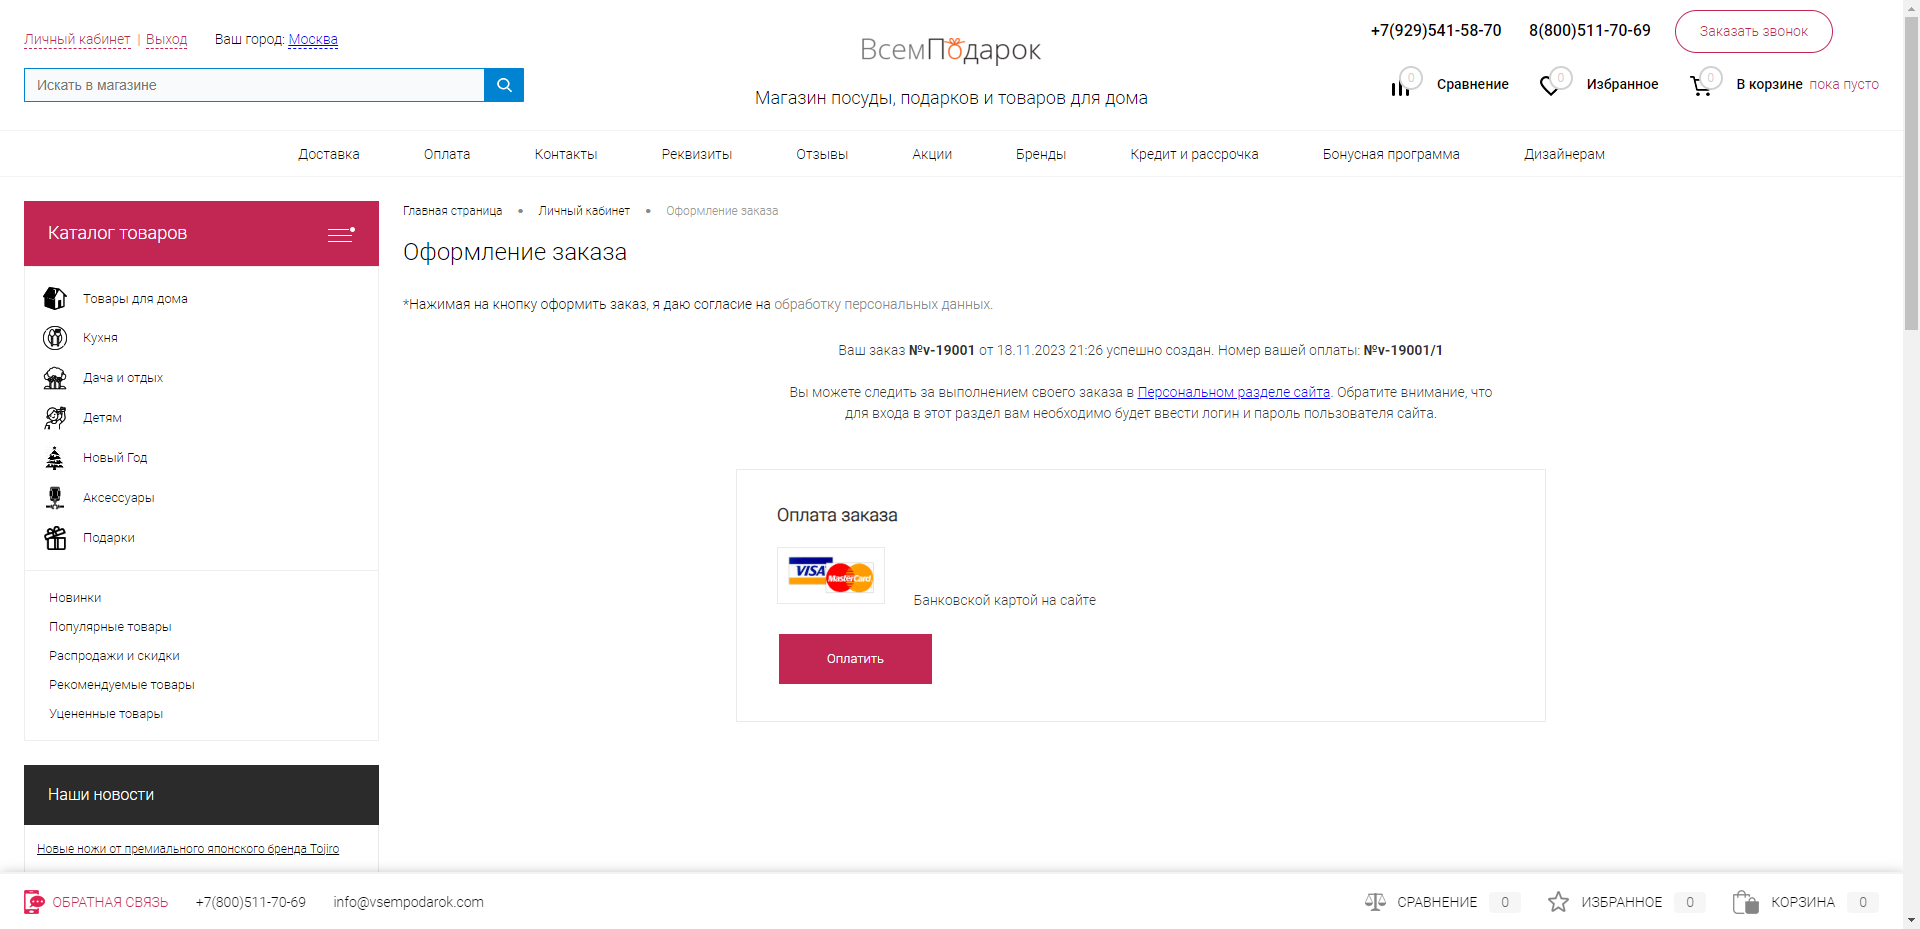 Личный кабинет | Выход Ваш город: Москва
Искать в магазине
ВсемПодарок
Магазин посуды, подарков и товаров для дома
+7(929)541-58-70 8(800)511-70-69 Заказать звонок
0 Сравнение 0 Избранное 0 В корзине пока пусто
Доставка Оплата Контакты Реквизиты Отзывы Акции Бренды Кредит и рассрочка Бонусная программа Дизайнерам
Каталог товаров
Товары для дома
Кухня
Дача и отдых
Детям
Новый Год
Аксессуары
Подарки
Новинки
Популярные товары
Распродажи и скидки
Рекомендуемые товары
Уцененные товары
Наши новости
Новые ножи от премиального японского бренда Tojiro
Главная страница • Личный кабинет • Оформление заказа
Оформление заказа
*Нажимая на кнопку оформить заказ, я даю согласие на обработку персональных данных.
Ваш заказ №v-19001 от 18.11.2023 21:26 успешно создан. Номер вашей оплаты: №v-19001/1
Вы можете следить за выполнением своего заказа в Персональном разделе сайта. Обратите внимание, что
для входа в этот раздел вам необходимо будет ввести логин и пароль пользователя сайта.
Оплата заказа
VISA MasterCard
Банковской картой на сайте
Оплатить
ОБРАТНАЯ СВЯЗЬ +7(800)511-70-69 info@vsempodarok.com СРАВНЕНИЕ 0 ИЗБРАННОЕ 0 КОРЗИНА 0